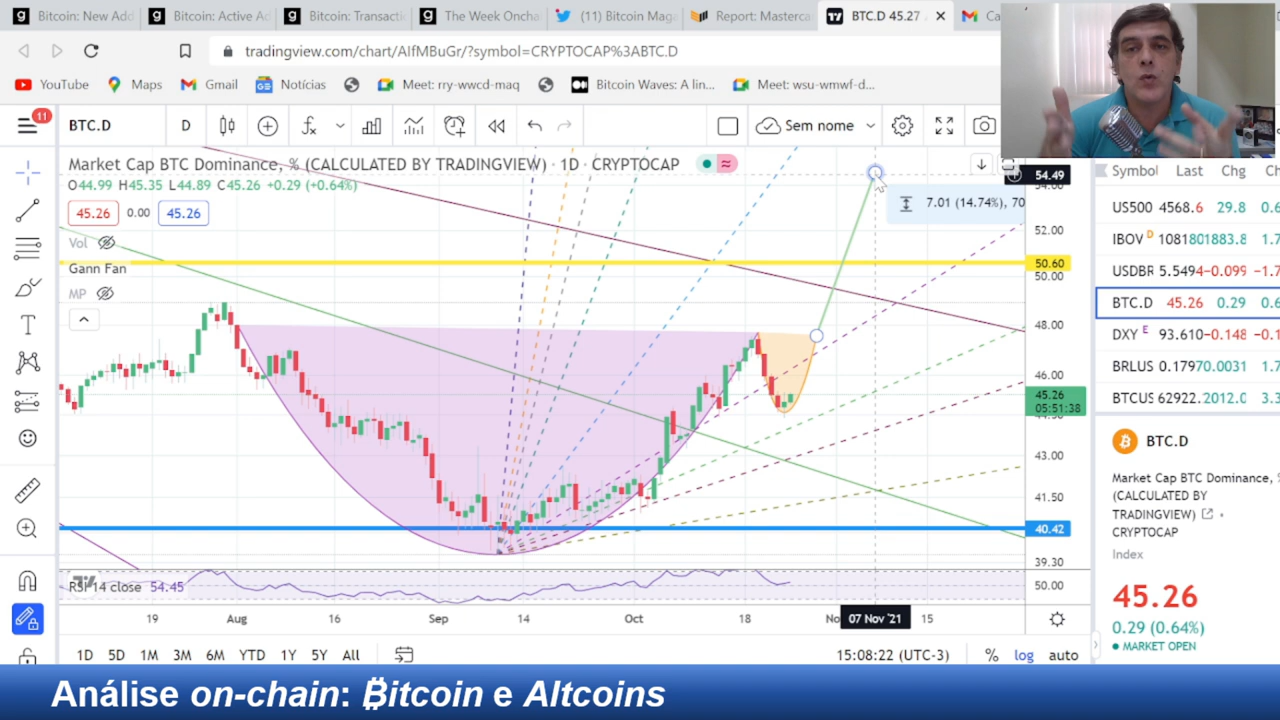 Bitcoin: New Add
Bitcoin: Active Ad
Bitcoin: Transacti
The Week Oncha
(11) Bitcoin Maga
Report: Masterca
BTC.D 45.27
Ca
tradingview.com/chart/AIfMBuGr/?symbol=CRYPTOCAP%3ABTC.D
YouTube Maps Gmail Notícias Meet: rry-wwcd-maq Bitcoin Waves: A lin... Meet: wsu-wmwf-d...
11
BTC.D D Sem nome
Market Cap BTC Dominance, % (CALCULATED BY TRADINGVIEW) · 1D · CRYPTOCAP
O44.99 H45.35 L44.89 C45.26 +0.29 (+0.64%)
45.26 0.00 45.26
Vol
Gann Fan
MP
7.01 (14.74%), 70
54.49
54.00
52.00
50.60
50.00
48.00
46.00
45.26
05:51:38
43.00
41.50
40.42
39.30
RSI 14 close 54.45
50.00
19 Aug 16 Sep 14 Oct 18 No 07 Nov '21 15
1D 5D 1M 3M 6M YTD 1Y 5Y All
15:08:22 (UTC-3) % log auto
Symbol Last Chg C
US500 4568.6 29.8 0.6
IBOV D 1081801883.8 1.7
USDBR 5.5494-0.099 -1.7
BTC.D 45.26 0.29 0.6
DXY E 93.610-0.148 -0.1
BRLUS 0.17970.0031 1.7
BTCUS 62922.2012.0 3.3
BTC.D
Market Cap BTC Dominance, %
(CALCULATED BY
TRADINGVIEW) ·
CRYPTOCAP
Index
45.26
0.29 (0.64%)
MARKET OPEN
Análise on-chain: ₿itcoin e Altcoins